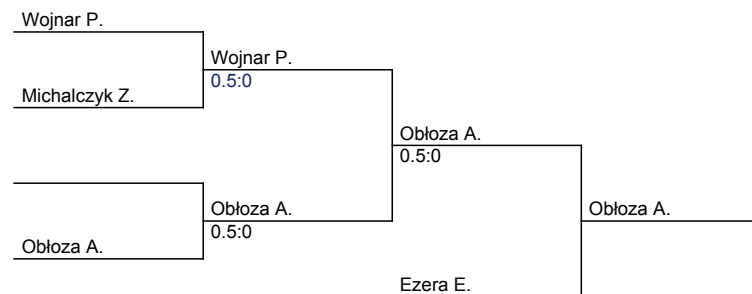 Wojnar P.
Wojnar P.
0.5:0
Michalczyk Z.
Obłoza A.
0.5:0
Obłoza A.
0.5:0
Obłoza A.
Obłoza A.
Ezera E.